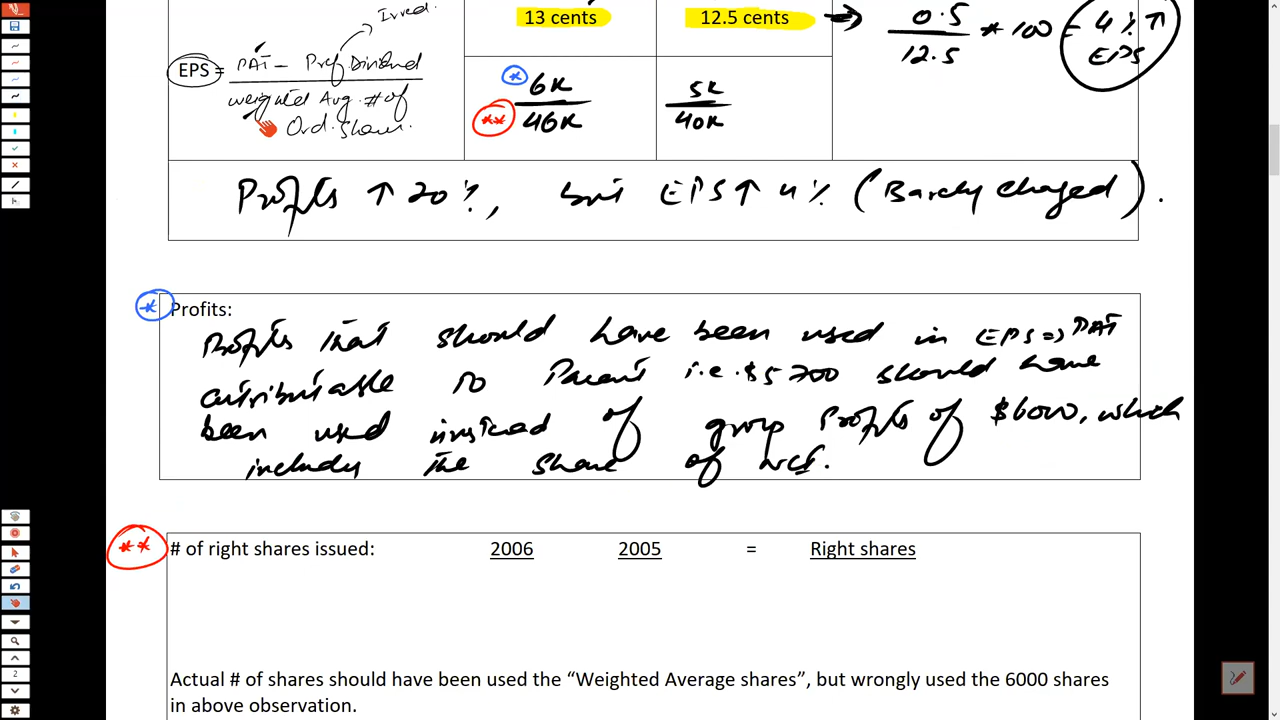 13 cents 12.5 cents → 0.5 / 12.5 * 100 = 4% ↑ EPS
Irred.
EPS = PAT - Pref Dividend
weighted Avg. # of
Ord. Shares.
* 6K 5K
** 46K 40K
Profits ↑ 20%, but EPS ↑ 4% (Barely changed).
* Profits:
Profits that should have been used in EPS => PAT
attributable to Parent i.e. $5700 should have
been used instead of group Profits of $6000, which
includes the share of NCI.
** # of right shares issued: 2006 2005 = Right shares
Actual # of shares should have been used the “Weighted Average shares”, but wrongly used the 6000 shares
in above observation.
2